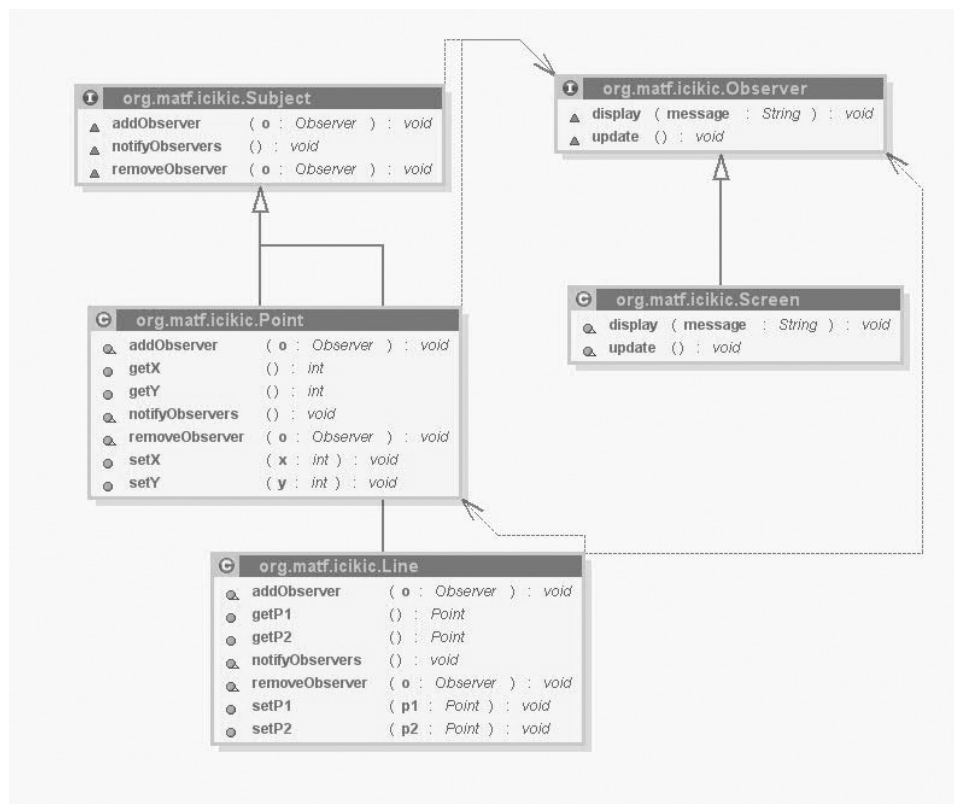 I org.matf.icikic.Subject
addObserver ( o : Observer ) : void
notifyObservers () : void
removeObserver ( o : Observer ) : void
I org.matf.icikic.Observer
display ( message : String ) : void
update () : void
C org.matf.icikic.Point
addObserver ( o : Observer ) : void
getX () : int
getY () : int
notifyObservers () : void
removeObserver ( o : Observer ) : void
setX ( x : int ) : void
setY ( y : int ) : void
C org.matf.icikic.Screen
display ( message : String ) : void
update () : void
C org.matf.icikic.Line
addObserver ( o : Observer ) : void
getP1 () : Point
getP2 () : Point
notifyObservers () : void
removeObserver ( o : Observer ) : void
setP1 ( p1 : Point ) : void
setP2 ( p2 : Point ) : void